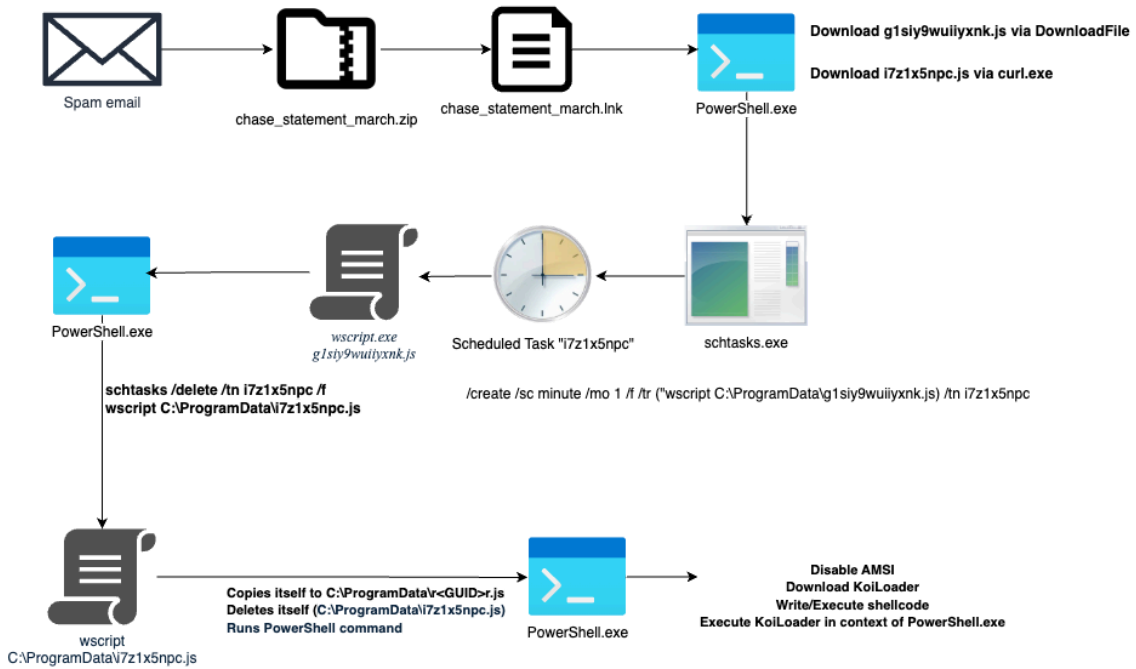 Download g1siy9wuiiyxnk.js via DownloadFile
Download i7z1x5npc.js via curl.exe
Spam email
chase_statement_march.zip
chase_statement_march.lnk
PowerShell.exe
PowerShell.exe
wscript.exe
g1siy9wuiiyxnk.js
Scheduled Task "i7z1x5npc"
schtasks.exe
schtasks /delete /tn i7z1x5npc /f
wscript C:\ProgramData\i7z1x5npc.js
/create /sc minute /mo 1 /f /tr ("wscript C:\ProgramData\g1siy9wuiiyxnk.js) /tn i7z1x5npc
wscript
C:\ProgramData\i7z1x5npc.js
Copies itself to C:\ProgramData\r<GUID>r.js
Deletes itself (C:\ProgramData\i7z1x5npc.js)
Runs PowerShell command
PowerShell.exe
Disable AMSI
Download KoiLoader
Write/Execute shellcode
Execute KoiLoader in context of PowerShell.exe